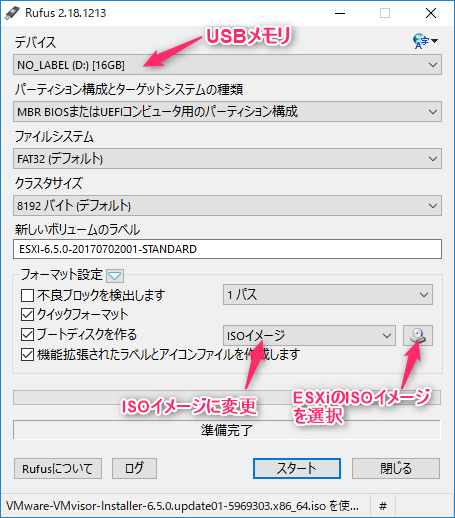 Rufus 2.18.1213
デバイス
USBメモリ
NO_LABEL (D:) [16GB]
パーティション構成とターゲットシステムの種類
MBR BIOSまたはUEFIコンピュータ用のパーティション構成
ファイルシステム
FAT32 (デフォルト)
クラスタサイズ
8192 バイト (デフォルト)
新しいボリュームのラベル
ESXI-6.5.0-20170702001-STANDARD
フォーマット設定
不良ブロックを検出します
1 パス
クイックフォーマット
ブートディスクを作る
ISOイメージ
機能拡張されたラベルとアイコンファイルを作成します
ISOイメージに変更
ESXiのISOイメージ
を選択
準備完了
Rufusについて
ログ
スタート
閉じる
VMware-VMvisor-Installer-6.5.0.update01-5969303.x86_64.iso を使...
#